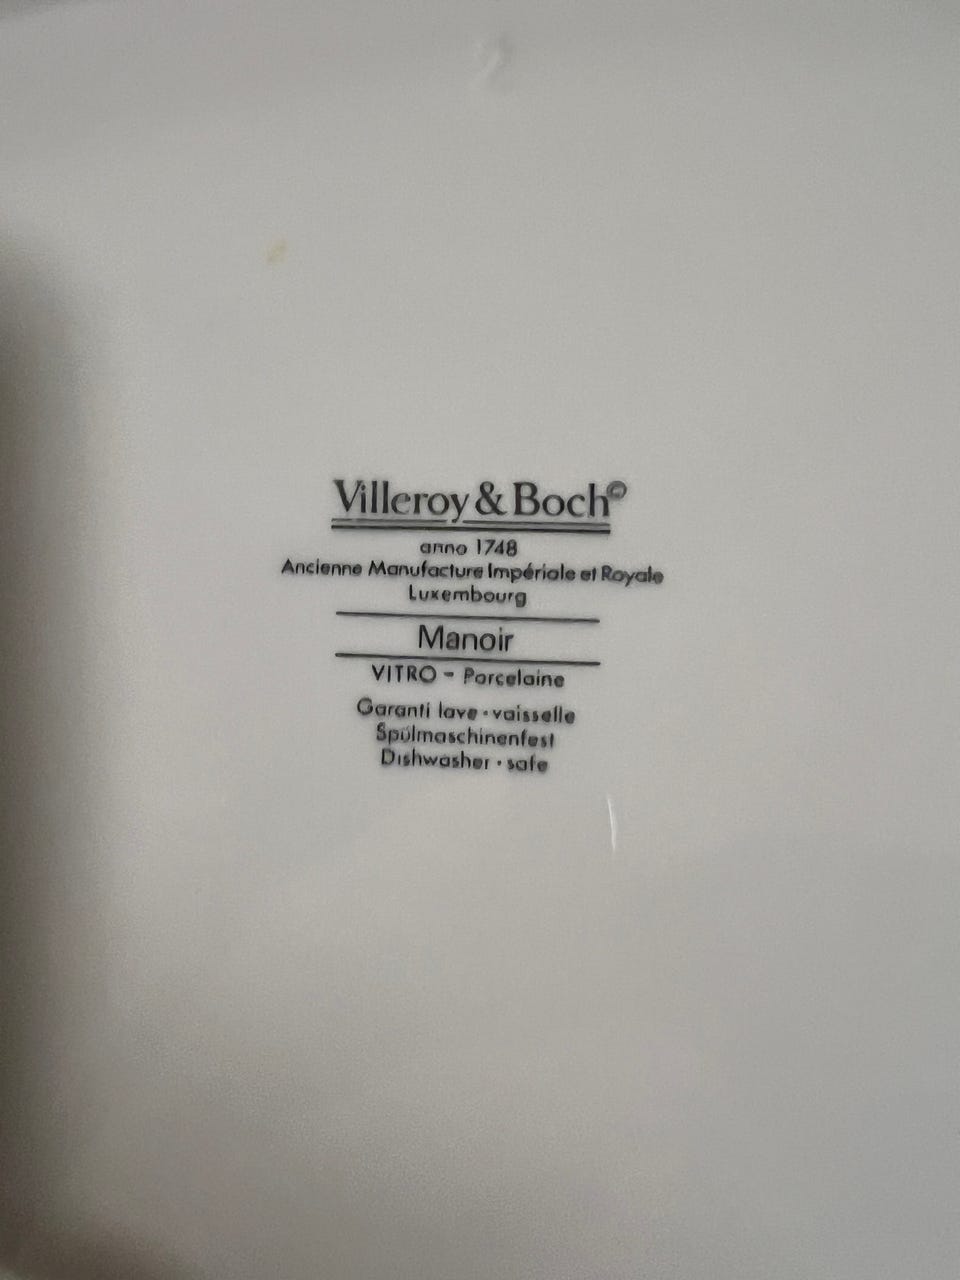 Villeroy & Boch©
anno 1748
Ancienne Manufacture Impériale et Royale
Luxembourg
Manoir
VITRO - Porcelaine
Garanti lave-vaisselle
Spülmaschinenfest
Dishwasher-safe